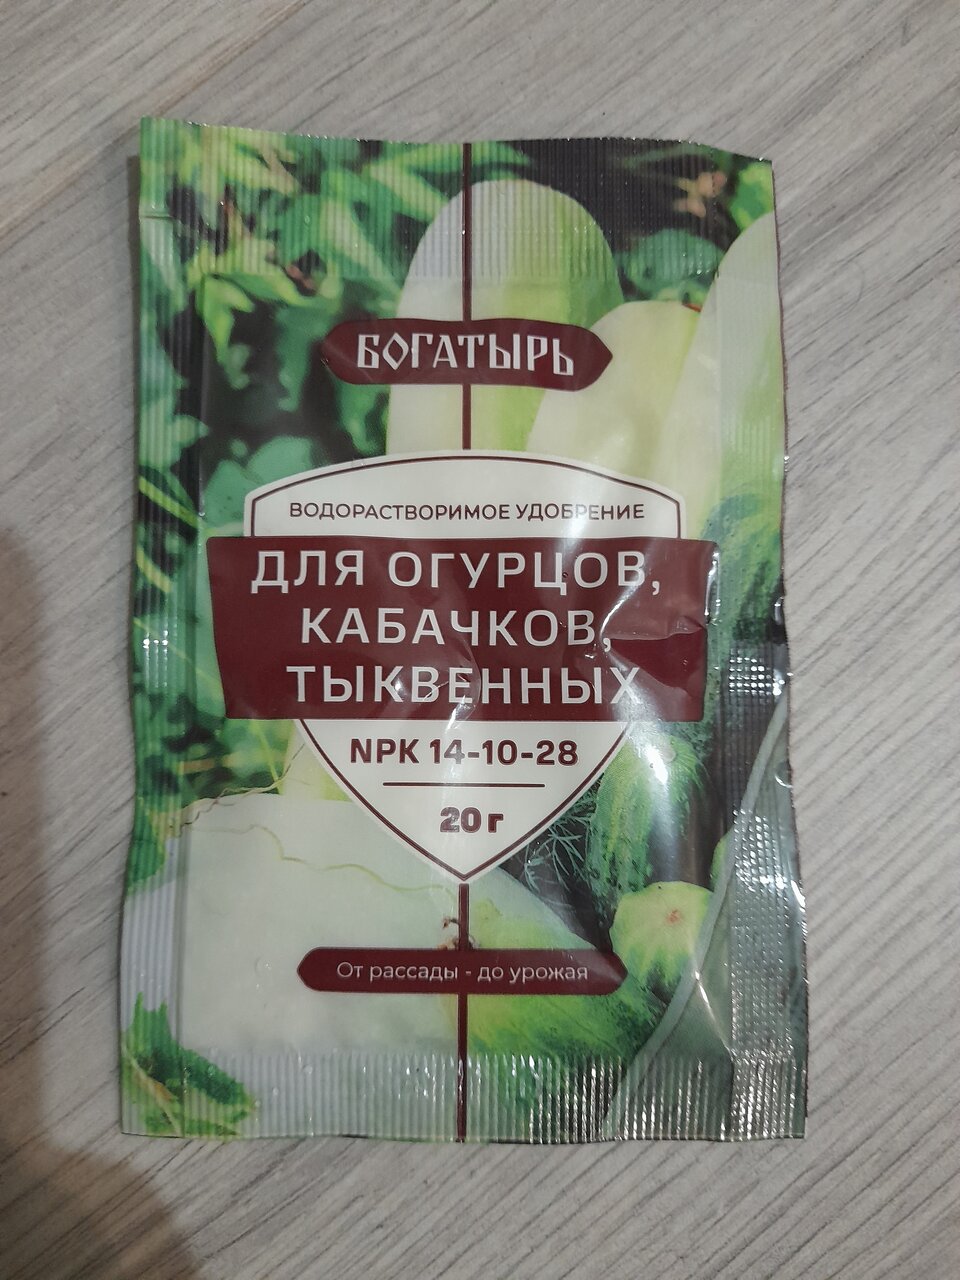 БОГАТЫРЬ
ВОДОРАСТВОРИМОЕ УДОБРЕНИЕ
ДЛЯ ОГУРЦОВ,
КАБАЧКОВ,
ТЫКВЕННЫХ
NPK 14-10-28
20 г
От рассады - до урожая